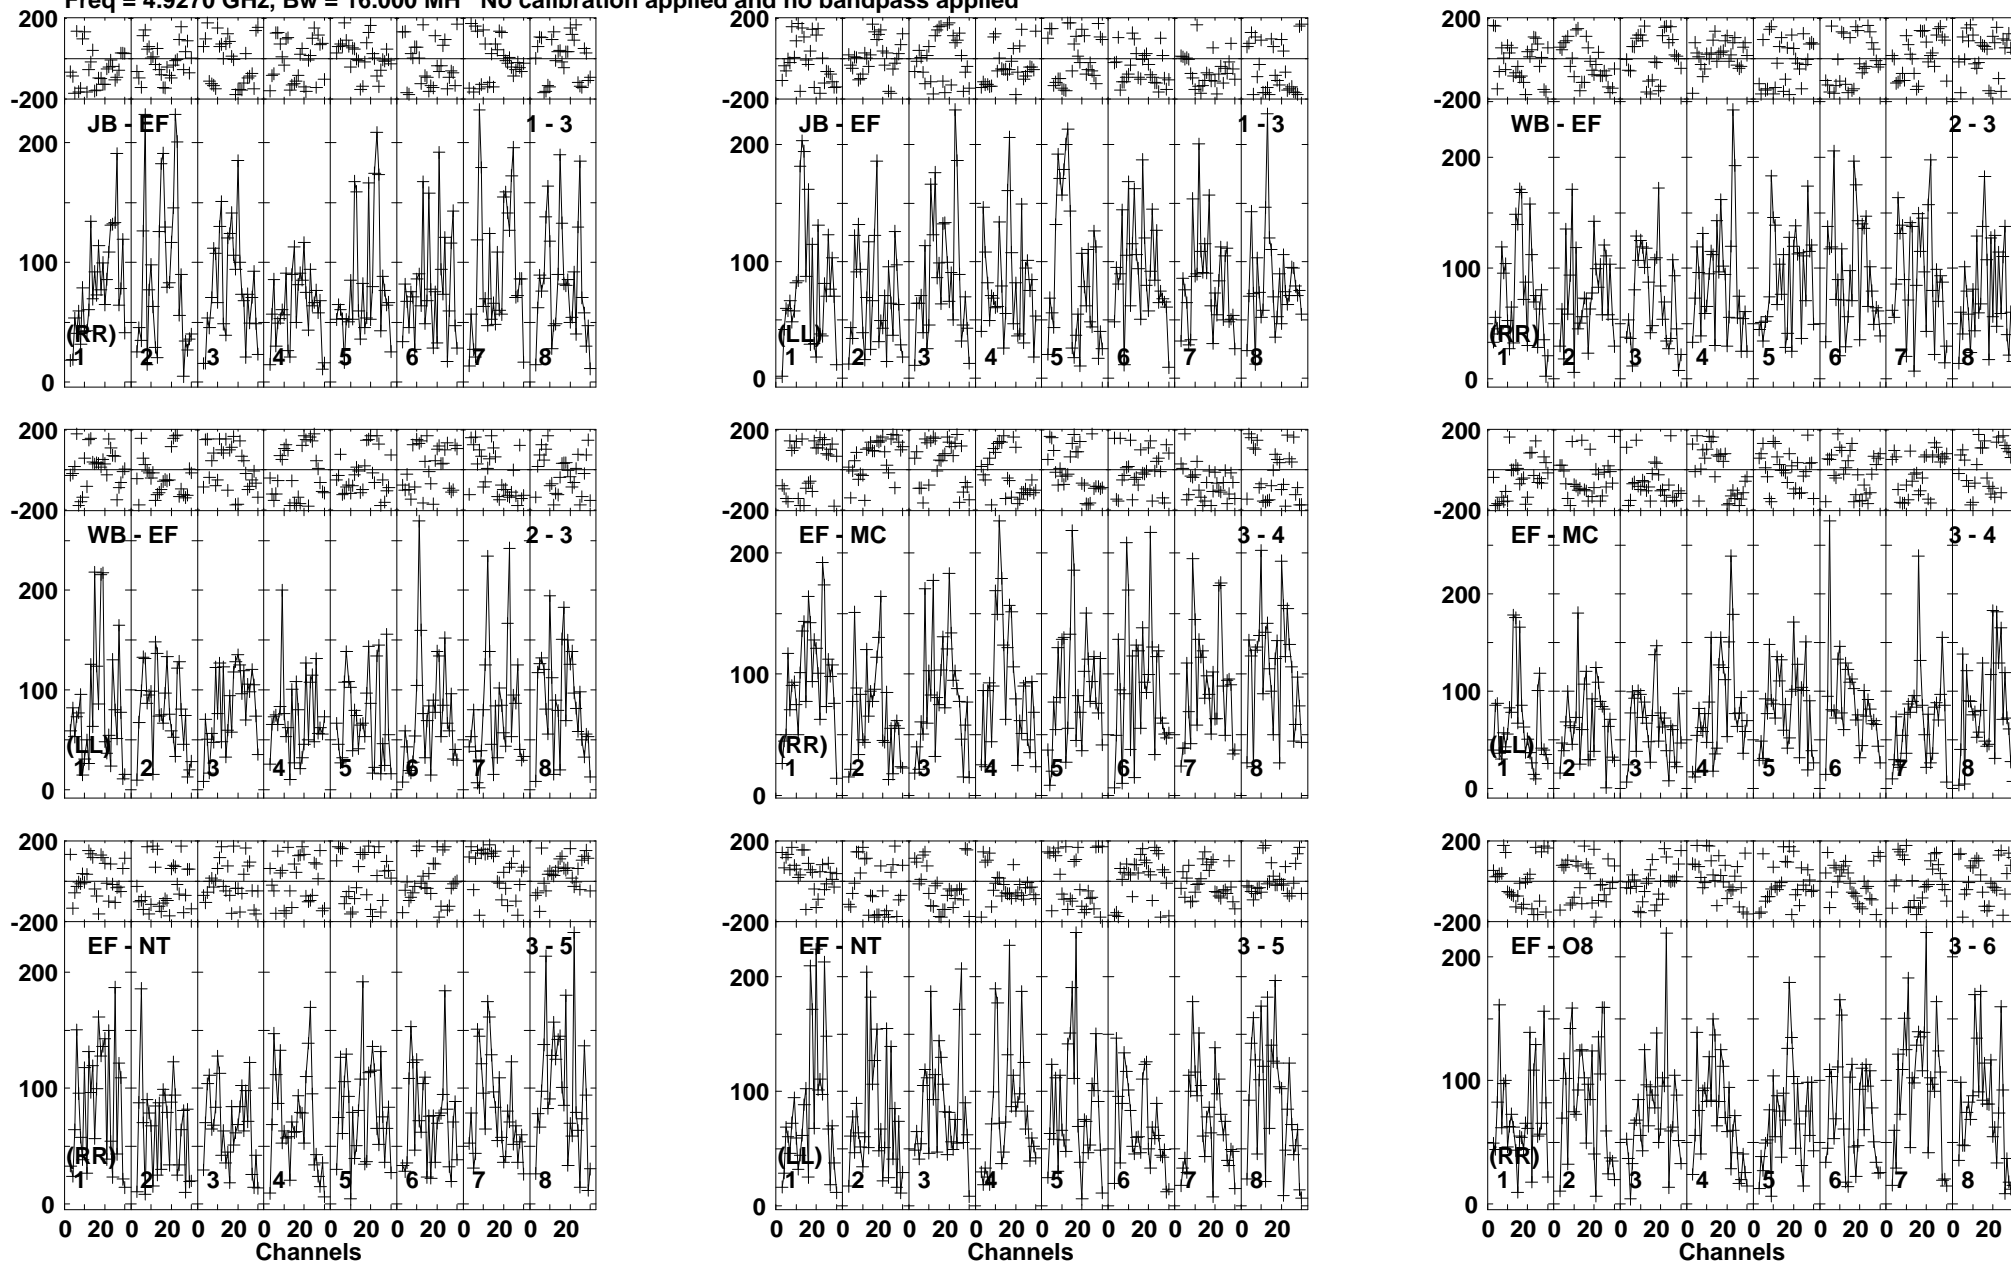 Freq = 4.9270 GHz, Bw = 16.000 MH No calibration applied and no bandpass applied
200 200 200
-200 -200 -200
JB - EF 1 - 3 JB - EF 1 - 3 WB - EF 2 - 3
200 200 200
100 100 100
(RR) (LL) (RR)
1 2 3 4 5 6 7 8 1 2 3 4 5 6 7 8 1 2 3 4 5 6 7 8
0 0 0
200 200 200
-200 -200 -200
WB - EF 2 - 3 EF - MC 3 - 4 EF - MC 3 - 4
200 200 200
100 100 100
(LL) (RR) (LL)
1 2 3 4 5 6 7 8 1 2 3 4 5 6 7 8 1 2 3 4 5 6 7 8
0 0 0
200 200 200
-200 -200 -200
EF - NT 3 - 5 EF - NT 3 - 5 EF - O8 3 - 6
200 200 200
100 100 100
(RR) (LL) (RR)
1 2 3 4 5 6 7 8 1 2 3 4 5 6 7 8 1 2 3 4 5 6 7 8
0 0 0
0 20 0 20 0 20 0 20 0 20 0 20 0 20 0 20 0 20 0 20 0 20 0 20 0 20 0 20 0 20 0 20 0 20 0 20 0 20 0 20 0 20 0 20 0 20 0 20
Channels Channels Channels